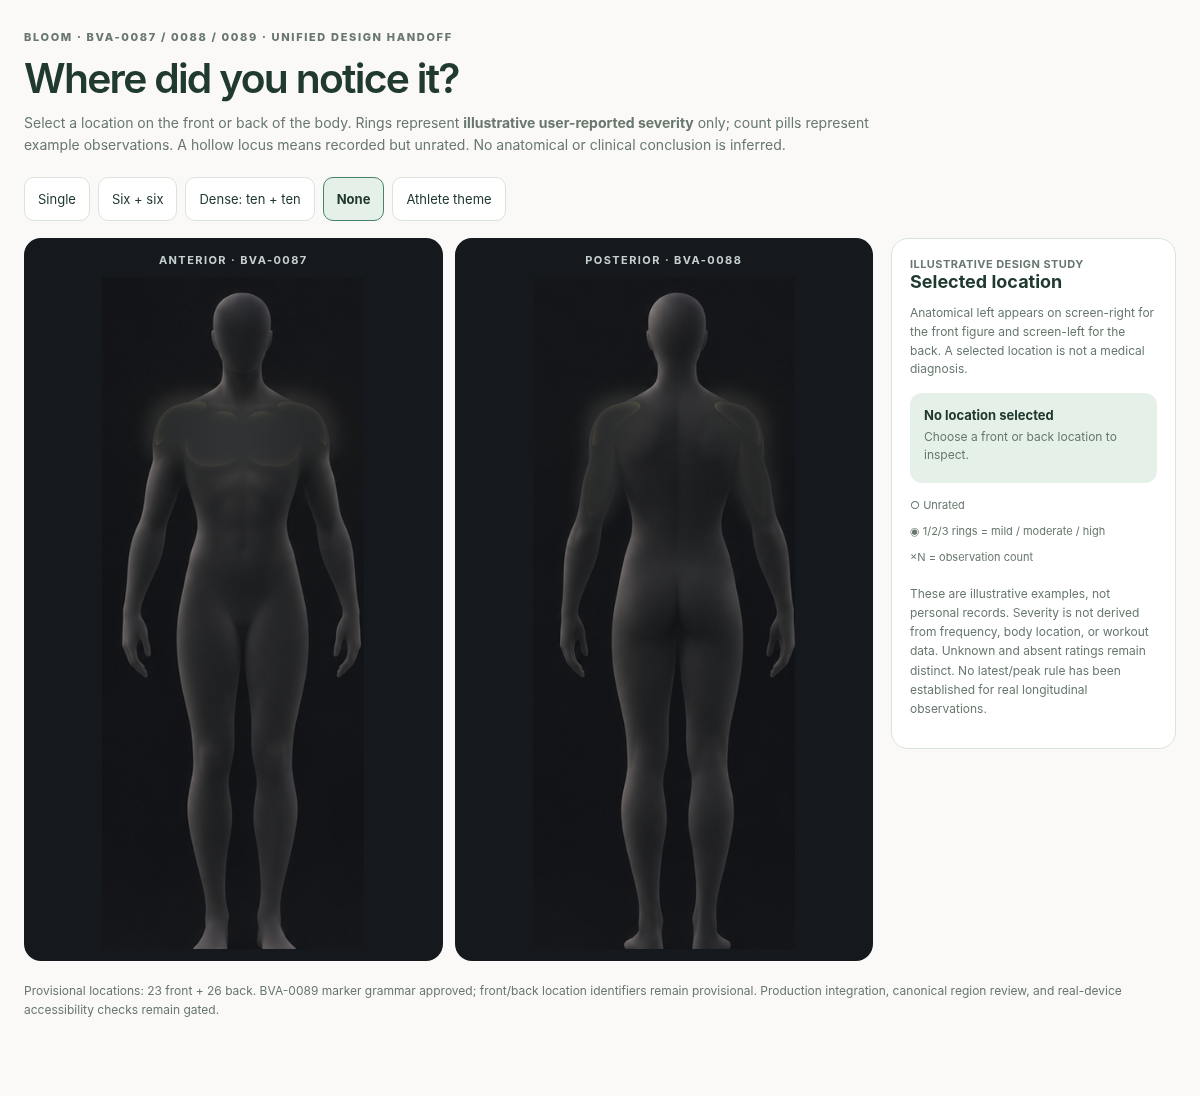 BLOOM · BVA-0087 / 0088 / 0089 · UNIFIED DESIGN HANDOFF
Where did you notice it?
Select a location on the front or back of the body. Rings represent illustrative user-reported severity only; count pills represent
example observations. A hollow locus means recorded but unrated. No anatomical or clinical conclusion is inferred.
Single
Six + six
Dense: ten + ten
None
Athlete theme
ANTERIOR · BVA-0087
POSTERIOR · BVA-0088
ILLUSTRATIVE DESIGN STUDY
Selected location
Anatomical left appears on screen-right for
the front figure and screen-left for the
back. A selected location is not a medical
diagnosis.
No location selected
Choose a front or back location to
inspect.
○ Unrated
◉ 1/2/3 rings = mild / moderate / high
×N = observation count
These are illustrative examples, not
personal records. Severity is not derived
from frequency, body location, or workout
data. Unknown and absent ratings remain
distinct. No latest/peak rule has been
established for real longitudinal
observations.
Provisional locations: 23 front + 26 back. BVA-0089 marker grammar approved; front/back location identifiers remain provisional. Production integration, canonical region review, and real-device
accessibility checks remain gated.